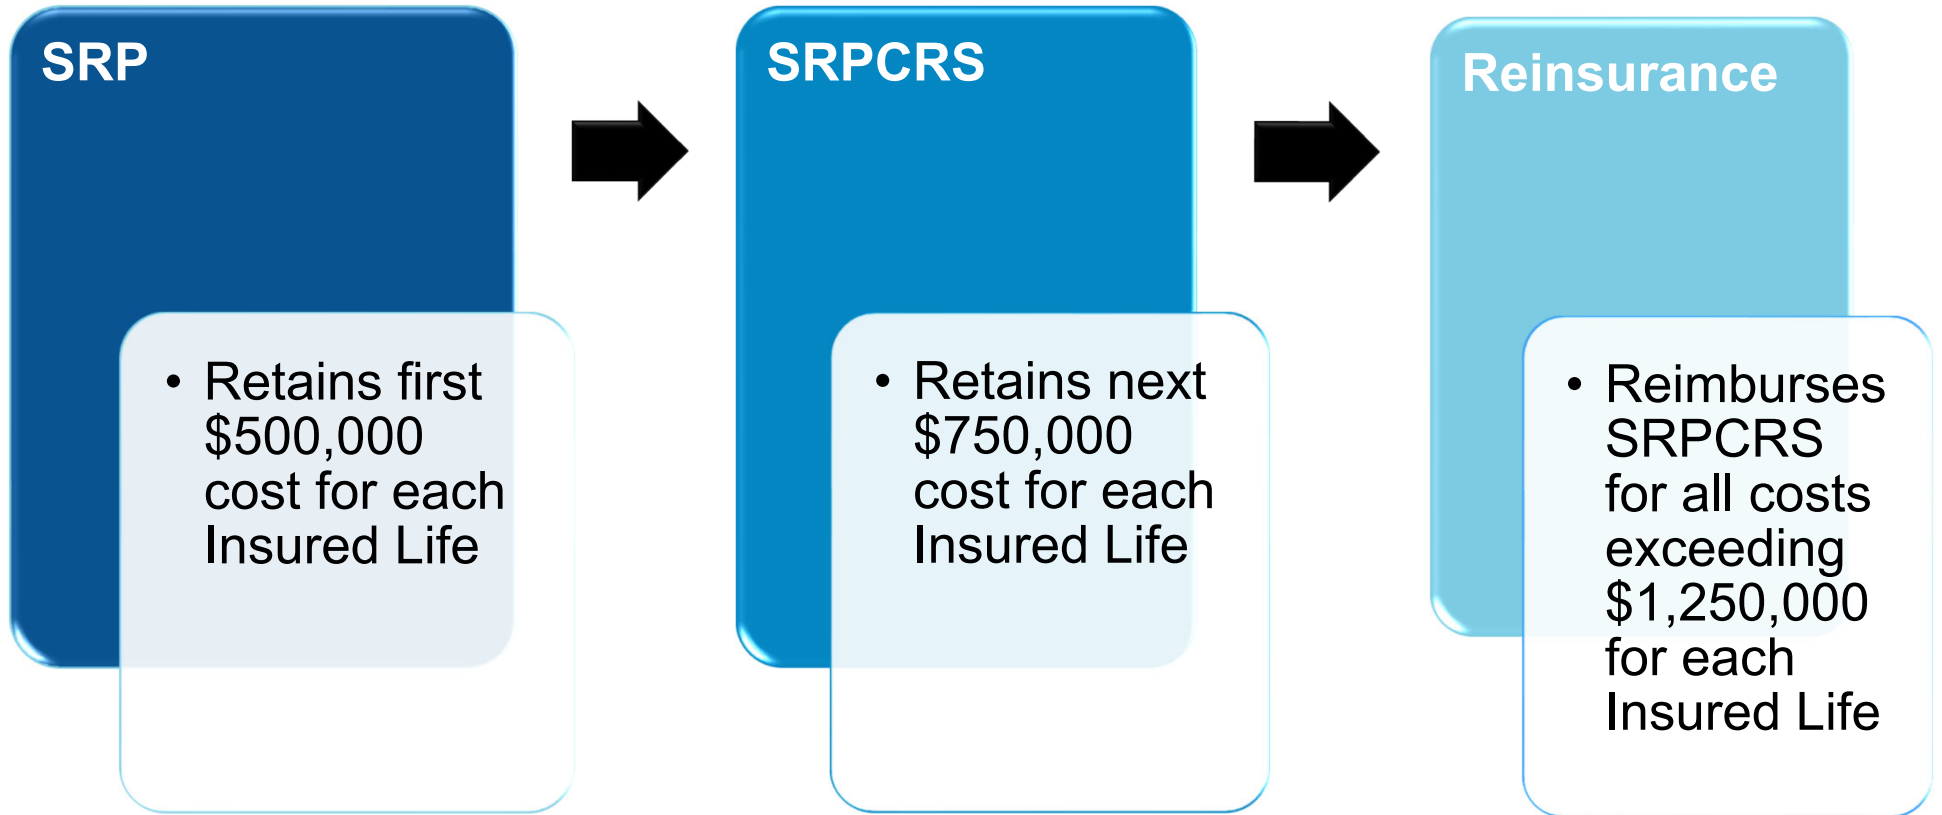 SRP
• Retains first
$500,000
cost for each
Insured Life
SRPCRS
• Retains next
$750,000
cost for each
Insured Life
Reinsurance
• Reimburses
SRPCRS
for all costs
exceeding
$1,250,000
for each
Insured Life